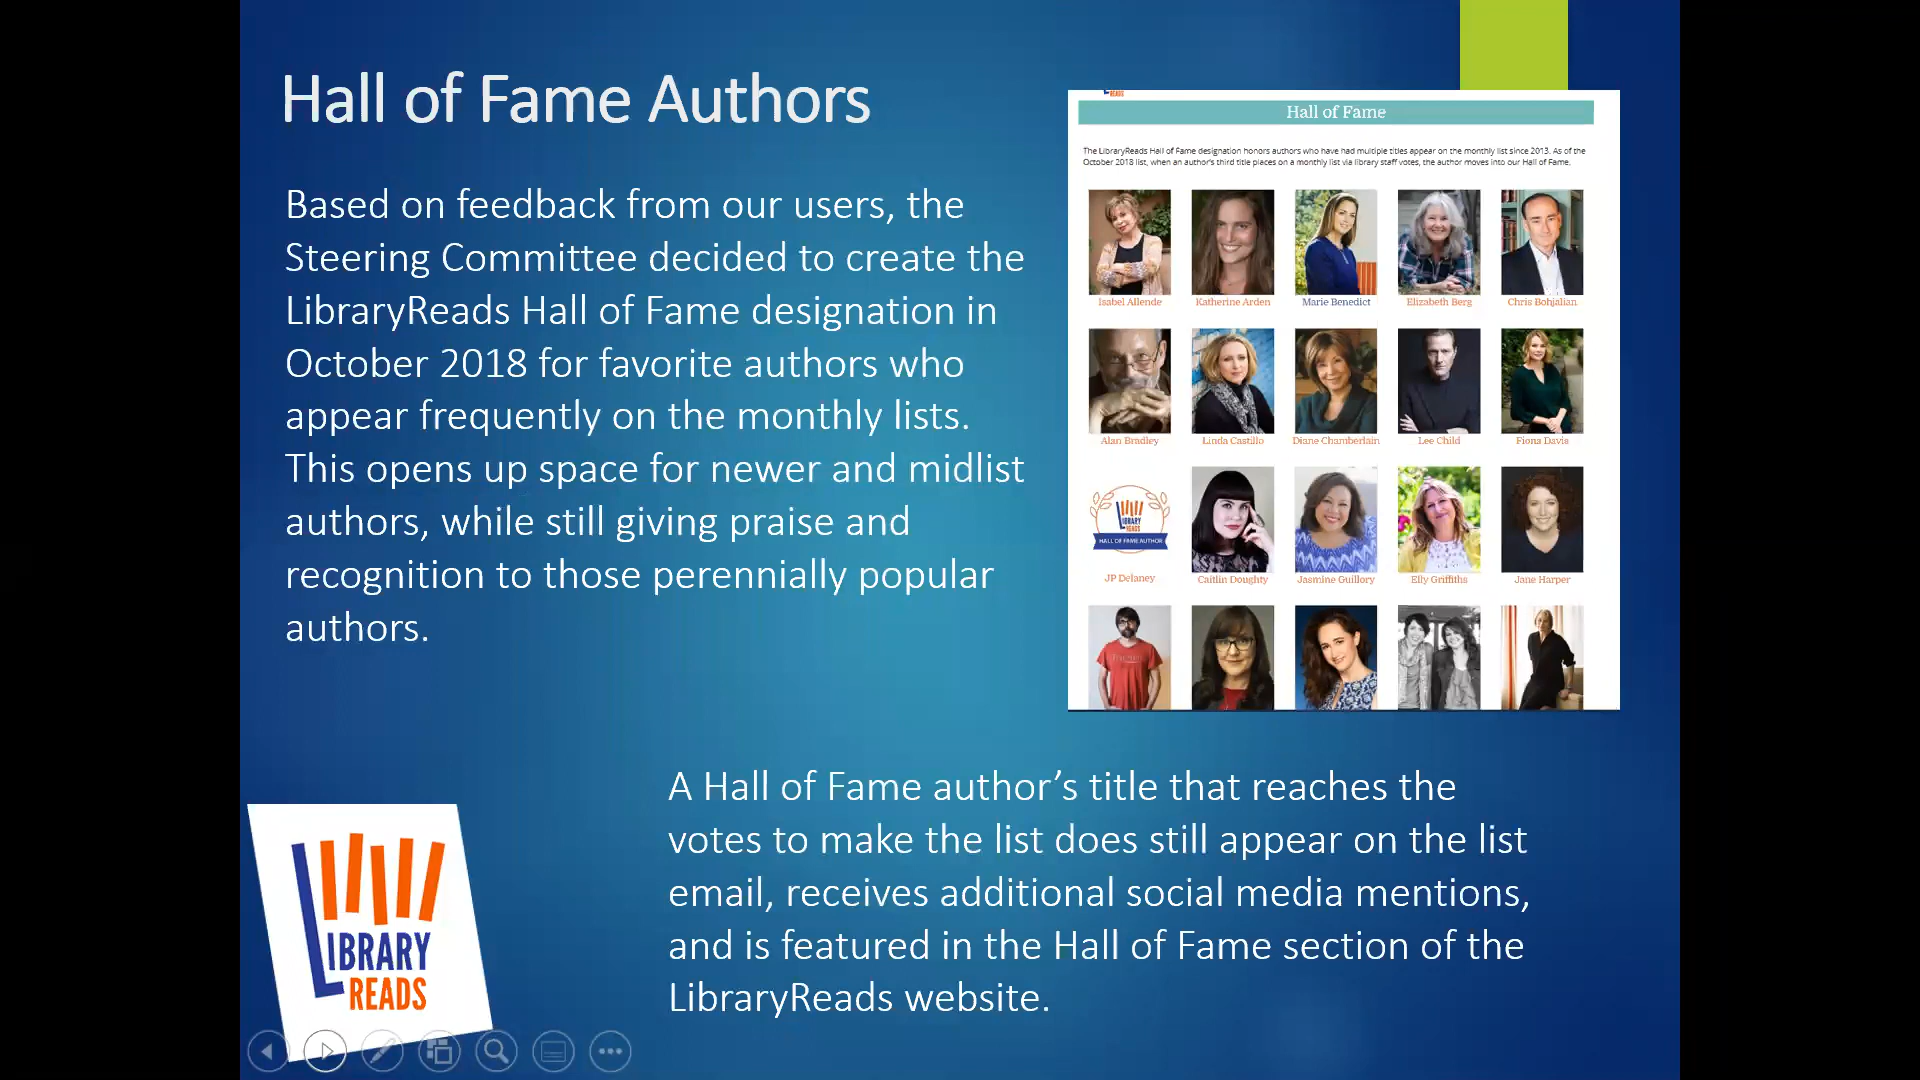 Hall of Fame Authors
Based on feedback from our users, the
Steering Committee decided to create the
LibraryReads Hall of Fame designation in
October 2018 for favorite authors who
appear frequently on the monthly lists.
This opens up space for newer and midlist
authors, while still giving praise and
recognition to those perennially popular
authors.
READS
Hall of Fame
The LibraryReads Hall of Fame designation honors authors who have had multiple titles appear on the monthly list since 2013. As of the
October 2018 list, when an author's third title places on a monthly list via library staff votes, the author moves into our Hall of Fame.
Isabel Allende Katherine Arden Marie Benedict Elizabeth Berg Chris Bohjalian
Alan Bradley Linda Castillo Diane Chamberlain Lee Child Fiona Davis
LIBRARY
READS
HALL OF FAME AUTHOR
JP Delaney Caitlin Doughty Jasmine Guillory Elly Griffiths Jane Harper
A Hall of Fame author’s title that reaches the
votes to make the list does still appear on the list
email, receives additional social media mentions,
and is featured in the Hall of Fame section of the
LibraryReads website.
LIBRARY
READS